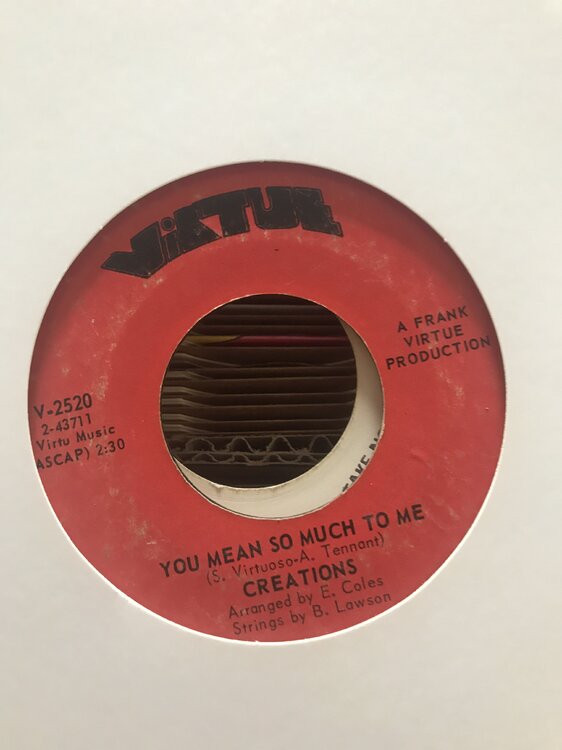 VIRTUE
A FRANK
VIRTUE
PRODUCTION
V-2520
2-43711
Virtu Music
ASCAP) 2:30
YOU MEAN SO MUCH TO ME
(S. Virtuoso-A. Tennant)
CREATIONS
Arranged by E. Coles
Strings by B. Lawson